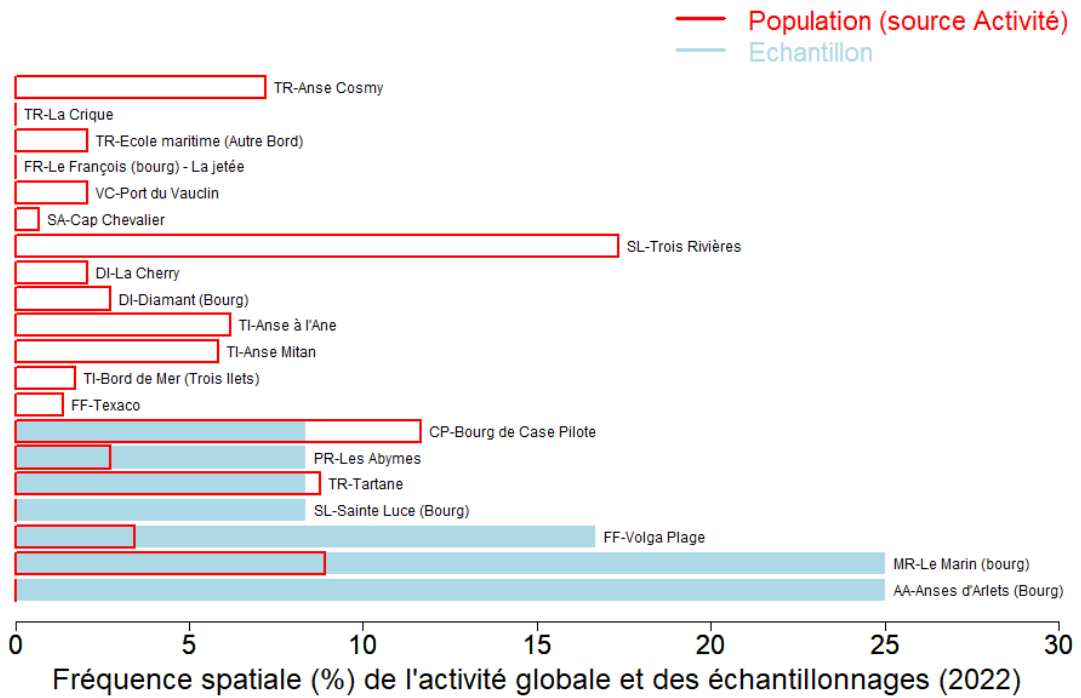 Population (source Activité)
Echantillon
TR-Anse Cosmy
TR-La Crique
TR-Ecole maritime (Autre Bord)
FR-Le François (bourg) - La jetée
VC-Port du Vauclin
SA-Cap Chevalier
SL-Trois Rivières
DI-La Cherry
DI-Diamant (Bourg)
TI-Anse à l'Ane
TI-Anse Mitan
TI-Bord de Mer (Trois Ilets)
FF-Texaco
CP-Bourg de Case Pilote
PR-Les Abymes
TR-Tartane
SL-Sainte Luce (Bourg)
FF-Volga Plage
MR-Le Marin (bourg)
AA-Anses d'Arlets (Bourg)
0 5 10 15 20 25 30
Fréquence spatiale (%) de l'activité globale et des échantillonnages (2022)